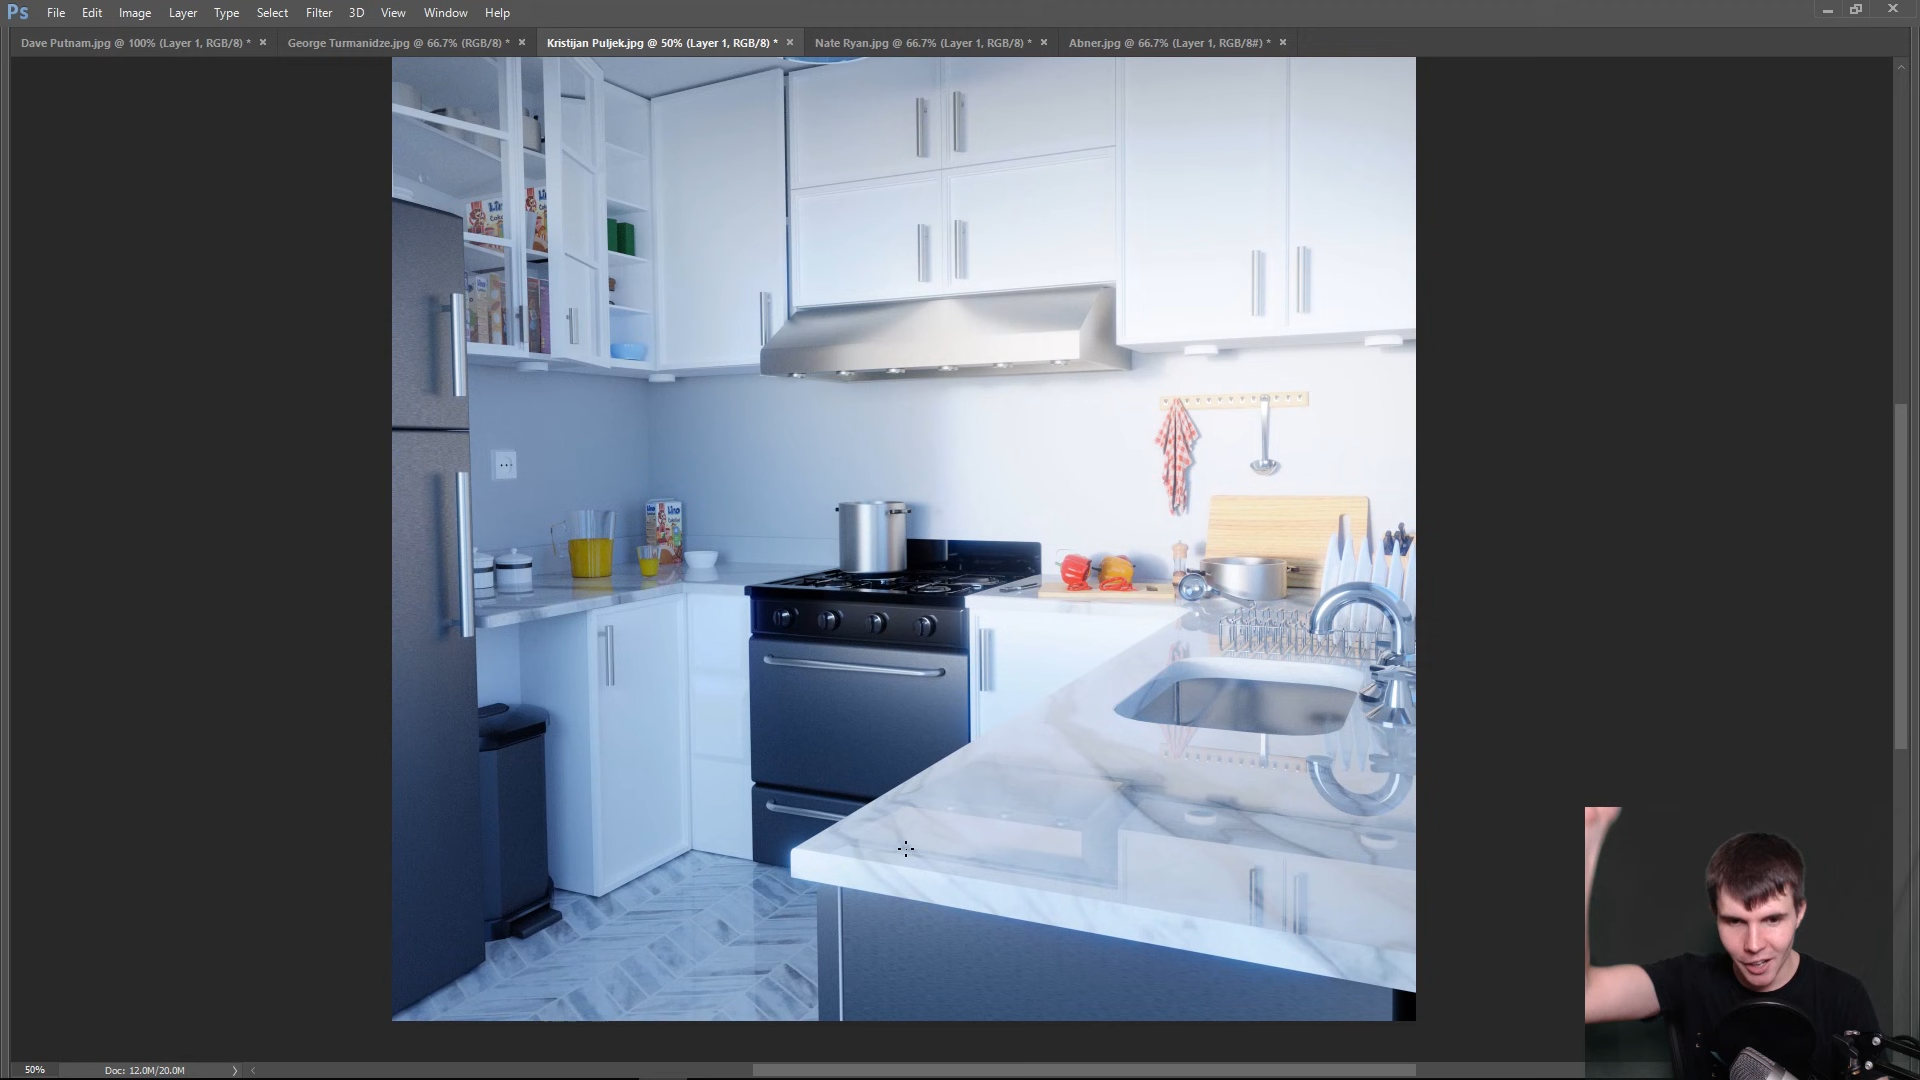 Ps File Edit Image Layer Type Select Filter 3D View Window Help
Dave Putnam.jpg @ 100% (Layer 1, RGB/8) * × George Turmanidze.jpg @ 66.7% (RGB/8) * × Kristijan Puljek.jpg @ 50% (Layer 1, RGB/8) * × Nate Ryan.jpg @ 66.7% (Layer 1, RGB/8) * × Abner.jpg @ 66.7% (Layer 1, RGB/8#) * ×
Lino
Lino
Lino
50% Doc: 12.0M/20.0M